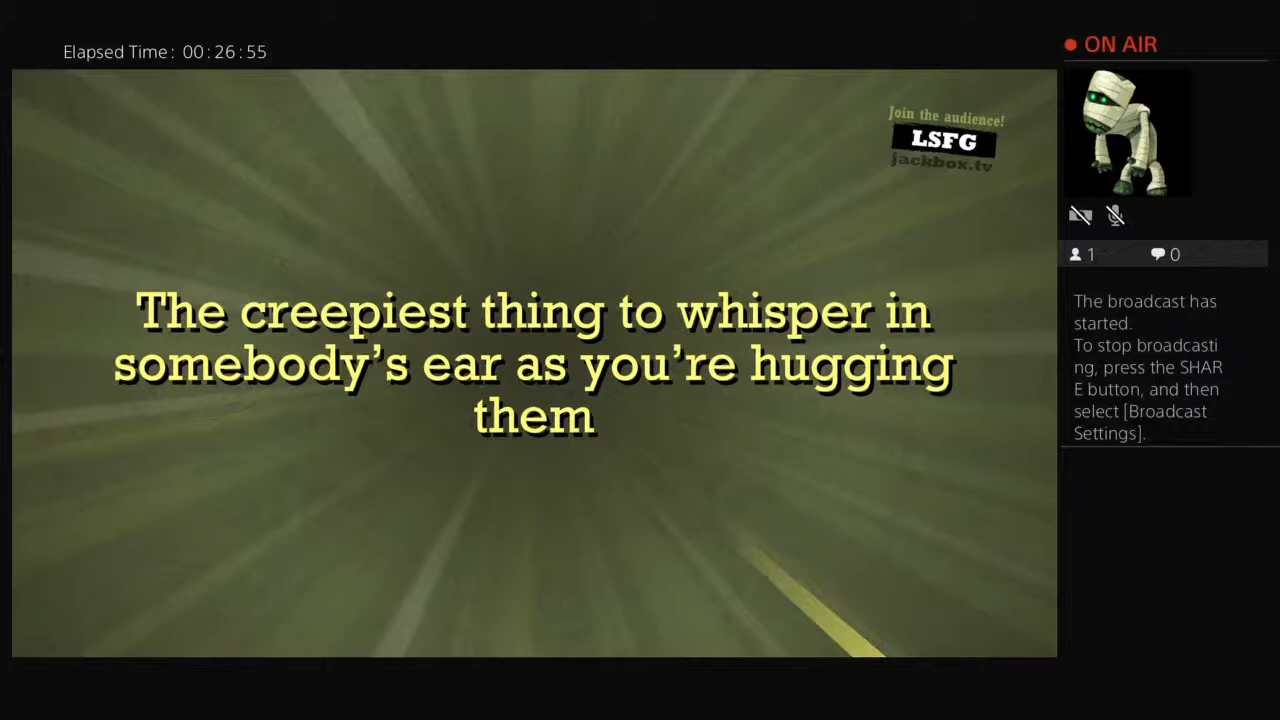 Elapsed Time: 00:26:55
ON AIR
Join the audience!
LSFG
jackbox.tv
1
0
The creepiest thing to whisper in
somebody’s ear as you’re hugging
them
The broadcast has
started.
To stop broadcasti
ng, press the SHAR
E button, and then
select [Broadcast
Settings].